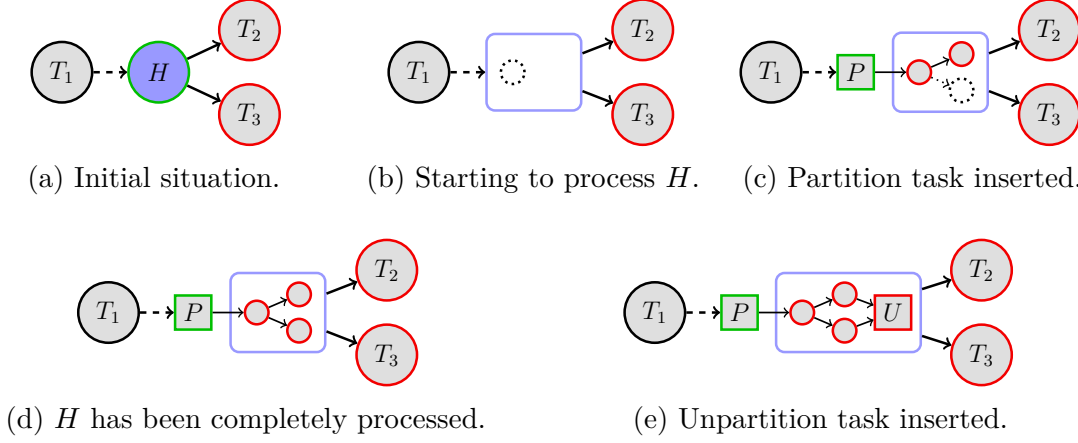 T₁ H T₂ T₃
T₁ T₂ T₃
T₁ P T₂ T₃
(a) Initial situation.
(b) Starting to process H.
(c) Partition task inserted.
T₁ P T₂ T₃
T₁ P U T₂ T₃
(d) H has been completely processed.
(e) Unpartition task inserted.